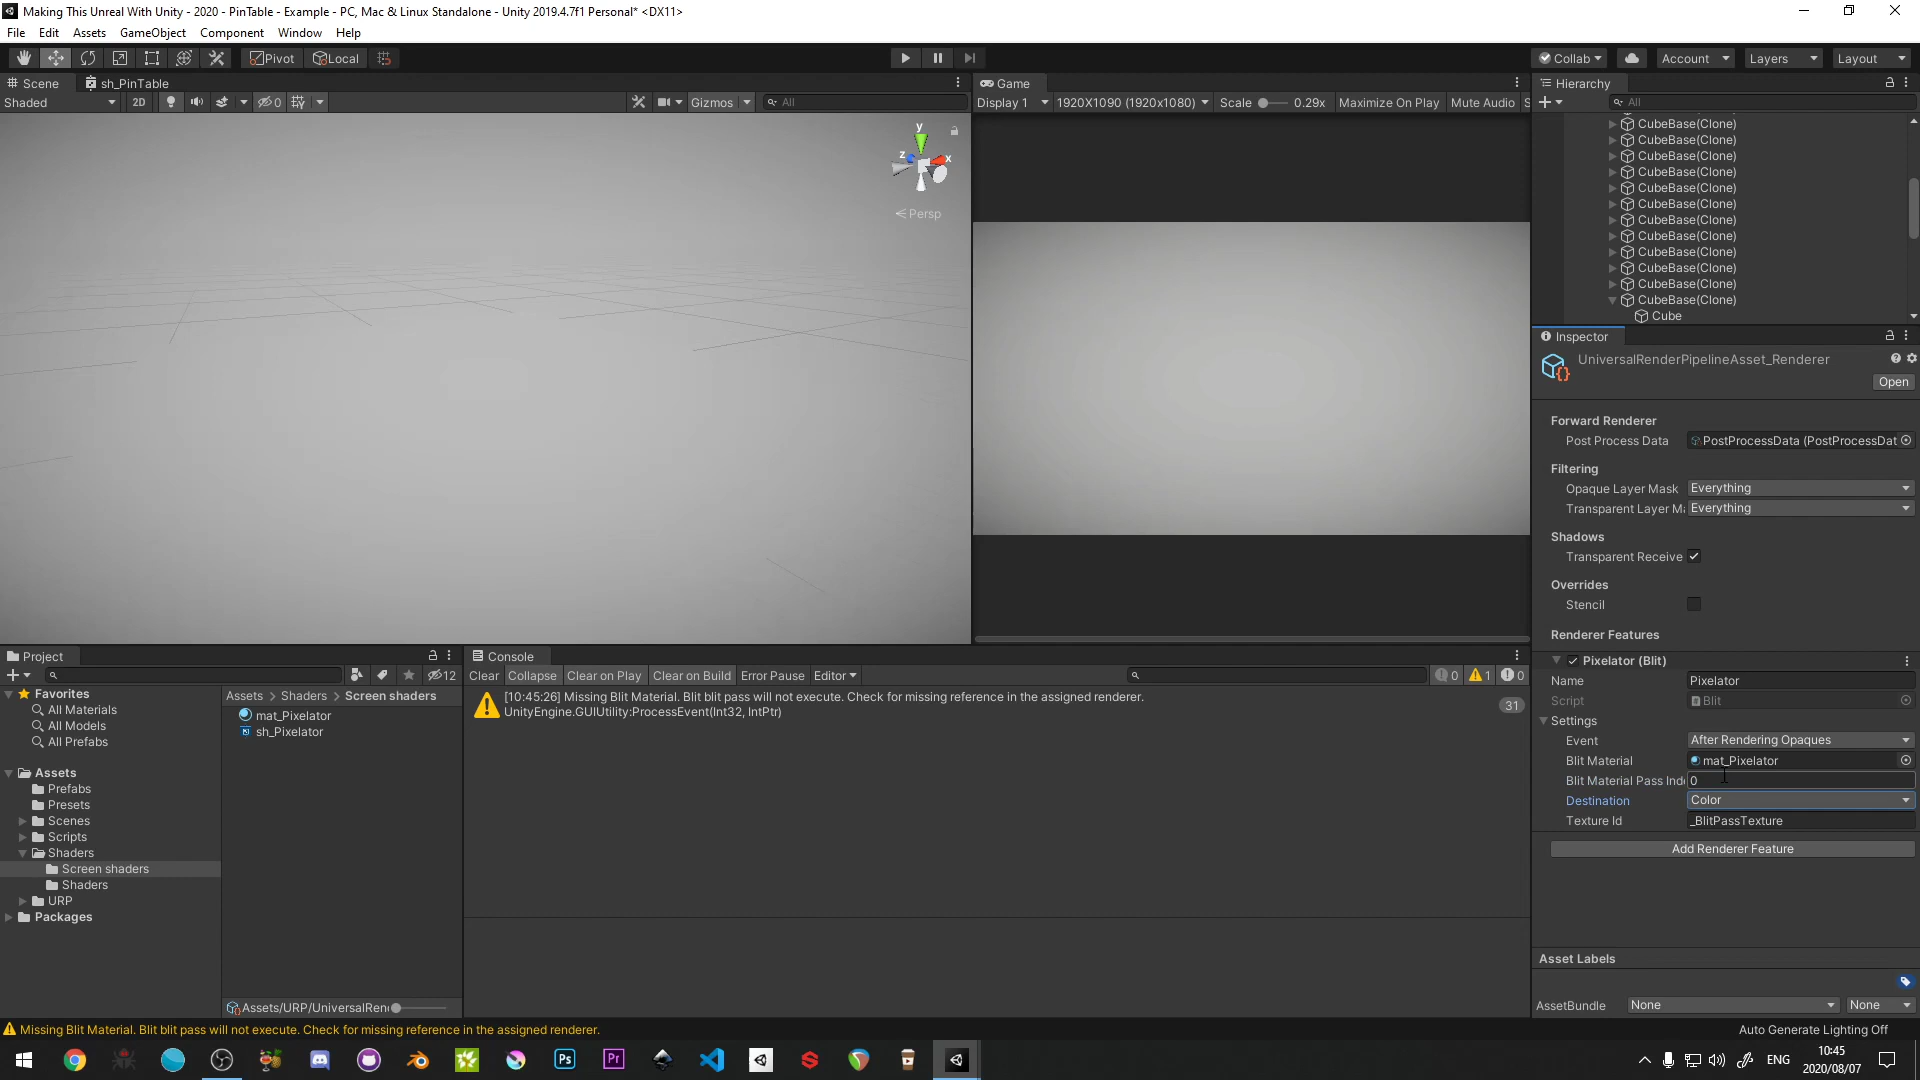 Making This Unreal With Unity - 2020 - PinTable - Example - PC, Mac & Linux Standalone - Unity 2019.4.7f1 Personal* <DX11>
File Edit Assets GameObject Component Window Help
Pivot Local Collab Account Layers Layout
Scene sh_PinTable
Shaded 2D 0 Gizmos All
y
z x
Persp
Game
Display 1 1920X1090 (1920x1080) Scale 0.29x Maximize On Play Mute Audio S
Hierarchy
All
CubeBase(Clone)
CubeBase(Clone)
CubeBase(Clone)
CubeBase(Clone)
CubeBase(Clone)
CubeBase(Clone)
CubeBase(Clone)
CubeBase(Clone)
CubeBase(Clone)
CubeBase(Clone)
CubeBase(Clone)
CubeBase(Clone)
Cube
Inspector
UniversalRenderPipelineAsset_Renderer
Open
Forward Renderer
Post Process Data PostProcessData (PostProcessDat
Filtering
Opaque Layer Mask Everything
Transparent Layer M Everything
Shadows
Transparent Receive
Overrides
Stencil
Renderer Features
Pixelator (Blit)
Name Pixelator
Script Blit
Settings
Event After Rendering Opaques
Blit Material mat_Pixelator
Blit Material Pass Ind 0
Destination Color
Texture Id _BlitPassTexture
Add Renderer Feature
Asset Labels
AssetBundle None None
Project
12
Favorites
All Materials
All Models
All Prefabs
Assets
Prefabs
Presets
Scenes
Scripts
Shaders
Screen shaders
Shaders
URP
Packages
Assets > Shaders > Screen shaders
mat_Pixelator
sh_Pixelator
Assets/URP/UniversalRen
Console
Clear Collapse Clear on Play Clear on Build Error Pause Editor 0 1 0
[10:45:26] Missing Blit Material. Blit blit pass will not execute. Check for missing reference in the assigned renderer.
UnityEngine.GUIUtility:ProcessEvent(Int32, IntPtr)
31
Missing Blit Material. Blit blit pass will not execute. Check for missing reference in the assigned renderer.
Auto Generate Lighting Off
Ps Pr ENG
10:45
2020/08/07